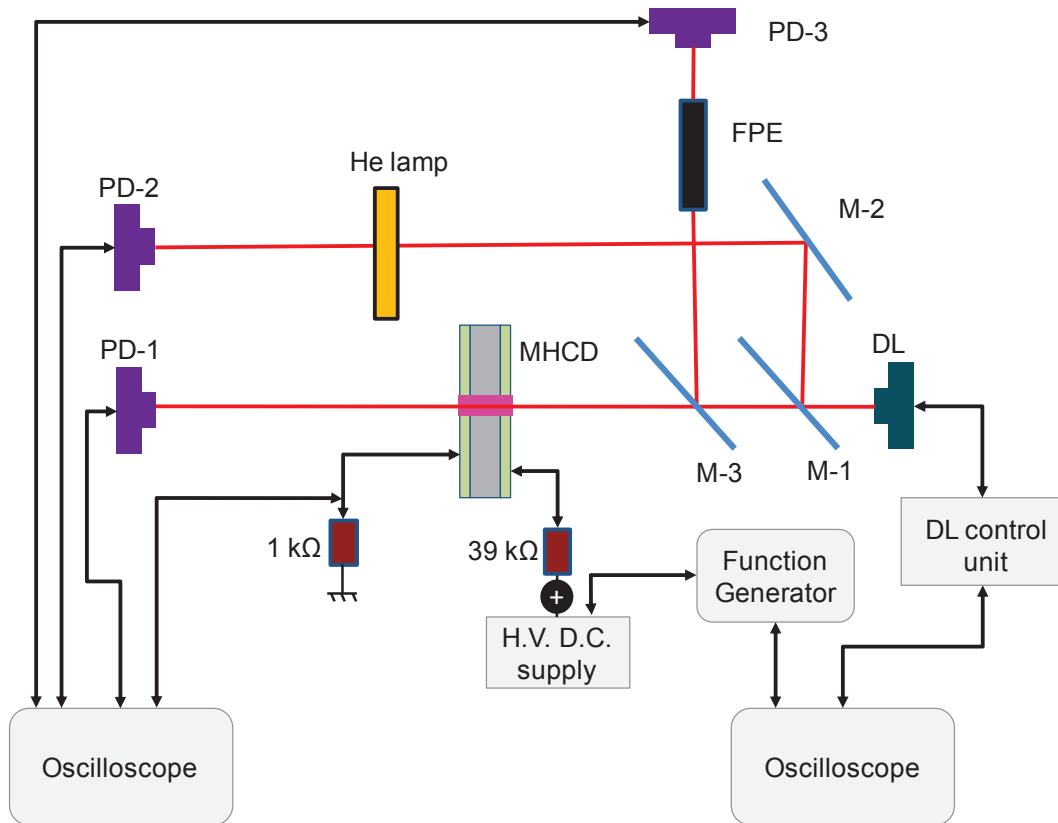 PD-3
FPE
He lamp
PD-2
M-2
PD-1
MHCD
DL
M-3
M-1
1 kΩ
39 kΩ
+
Function
Generator
DL control
unit
H.V. D.C.
supply
Oscilloscope
Oscilloscope